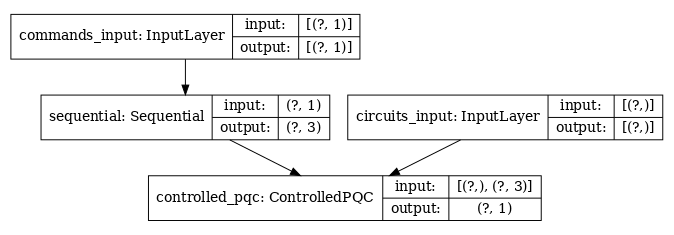 commands_input: InputLayer
input: [(?, 1)]
output: [(?, 1)]
sequential: Sequential
input: (?, 1)
output: (?, 3)
circuits_input: InputLayer
input: [(?,)]
output: [(?,)]
controlled_pqc: ControlledPQC
input: [(?,), (?, 3)]
output: (?, 1)